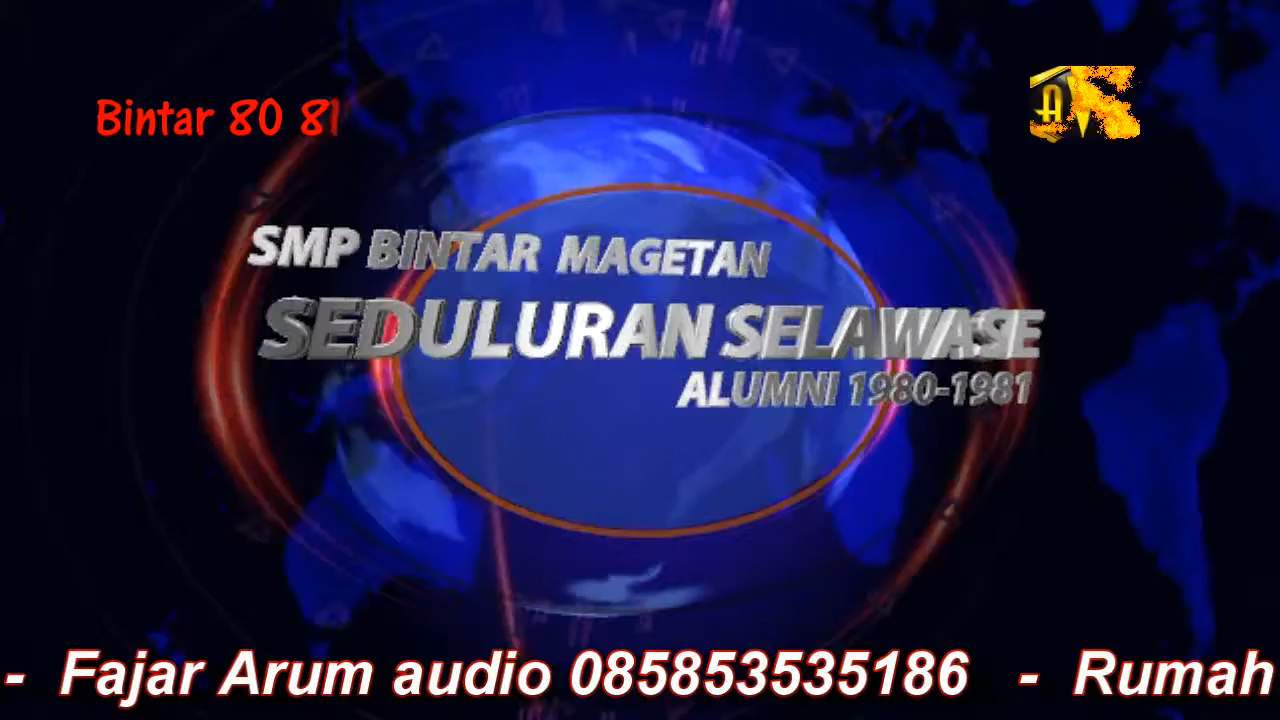 Bintar 80 81
A
SMP BINTAR MAGETAN
SEDULURAN SELAWASE
ALUMNI 1980-1981
- Fajar Arum audio 085853535186 - Rumah